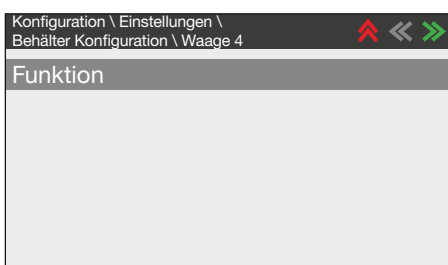 Konfiguration \ Einstellungen \
Behälter Konfiguration \ Waage 4
Funktion